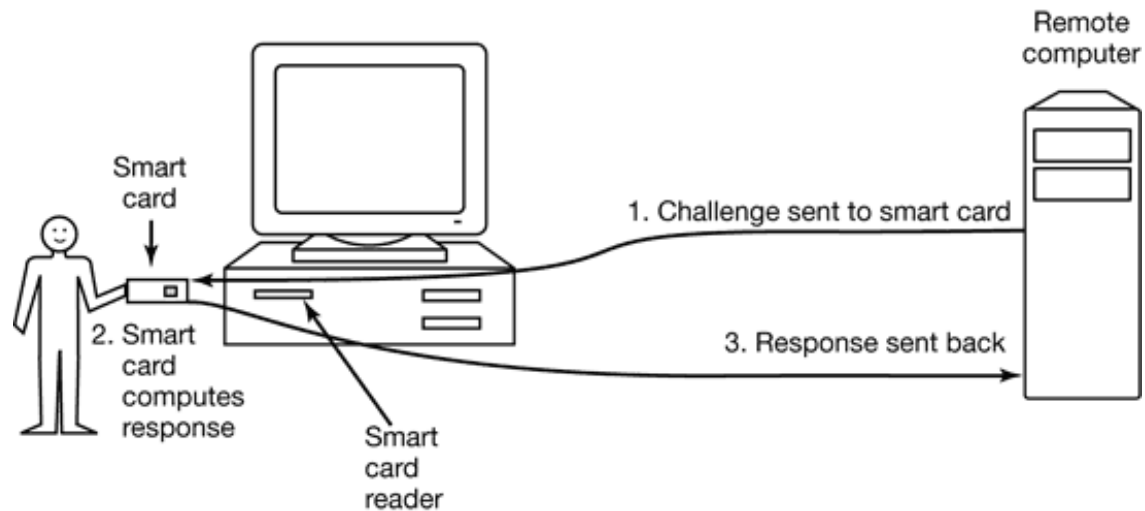 Remote
computer
Smart
card
1. Challenge sent to smart card
2. Smart
card
computes
response
3. Response sent back
Smart
card
reader